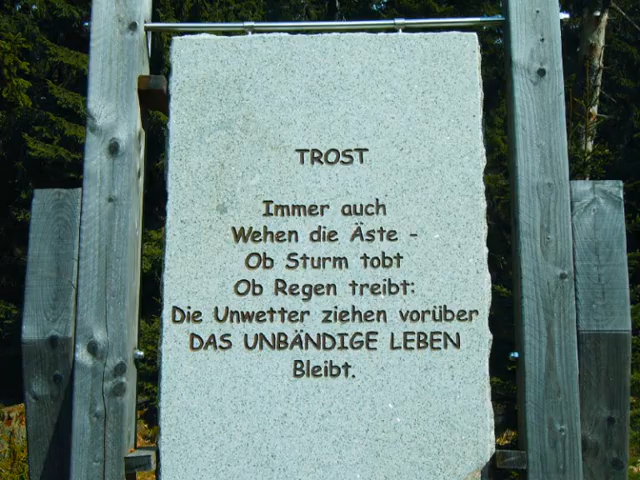 TROST
Immer auch
Wehen die Äste -
Ob Sturm tobt
Ob Regen treibt:
Die Unwetter ziehen vorüber
DAS UNBÄNDIGE LEBEN
Bleibt.